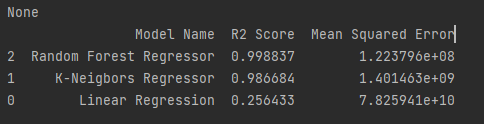 None
Model Name R2 Score Mean Squared Error
2 Random Forest Regressor 0.998837 1.223796e+08
1 K-Neigbors Regressor 0.986684 1.401463e+09
0 Linear Regression 0.256433 7.825941e+10